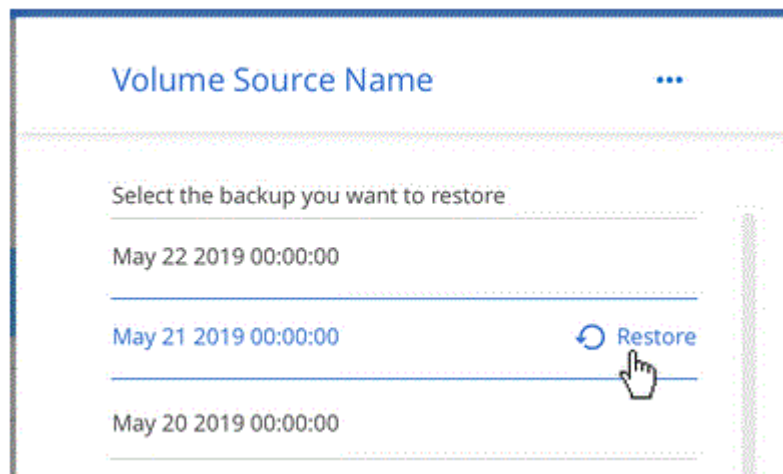 Volume Source Name
Select the backup you want to restore
May 22 2019 00:00:00
May 21 2019 00:00:00 Restore
May 20 2019 00:00:00